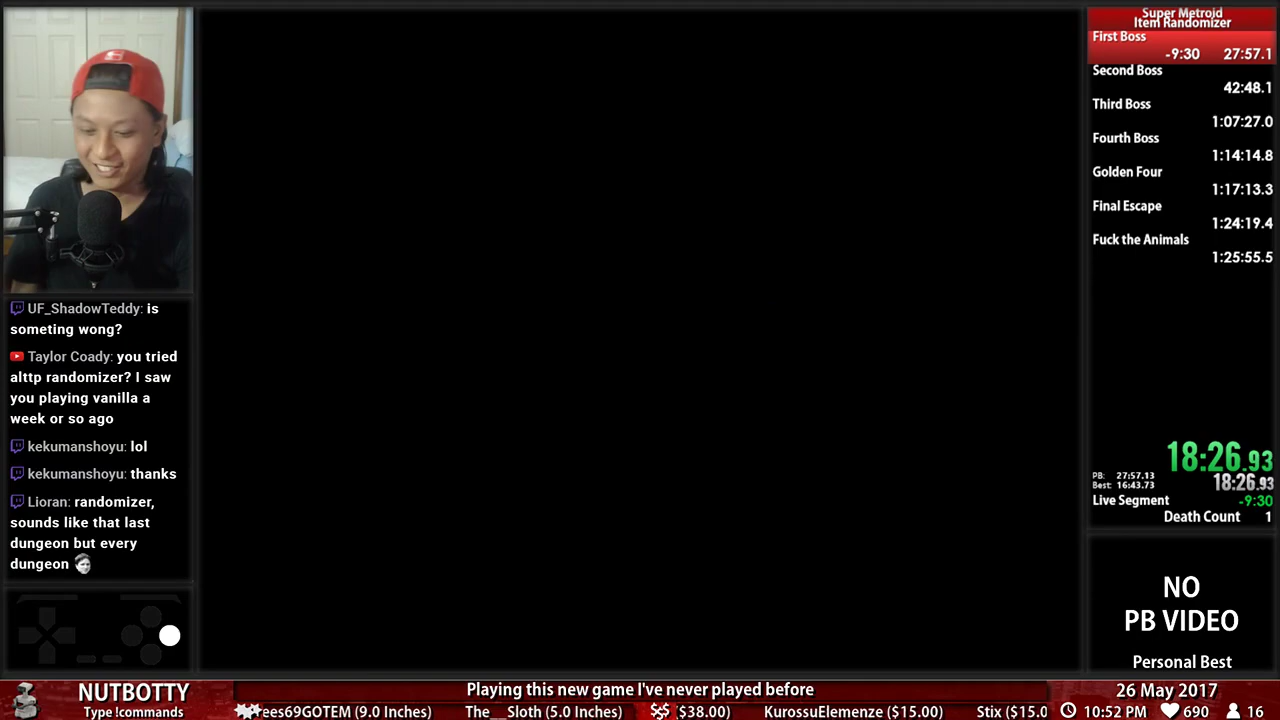 Super Metroid
Item Randomizer
First Boss
-9:30 27:57.1
Second Boss
42:48.1
Third Boss
1:07:27.0
Fourth Boss
1:14:14.8
Golden Four
1:17:13.3
Final Escape
1:24:19.4
Fuck the Animals
1:25:55.5
UF_ShadowTeddy: is
someting wong?
Taylor Coady: you tried
alttp randomizer? I saw
you playing vanilla a
week or so ago
kekumanshoyu: lol
kekumanshoyu: thanks
Lioran: randomizer,
sounds like that last
dungeon but every
dungeon
18:26.93
PB: 27:57.13
Best: 16:43.73
18:26.93
Live Segment -9:30
Death Count 1
NO
PB VIDEO
Personal Best
NUTBOTTY
Type !commands
Playing this new game I've never played before
ees69GOTEM (9.0 Inches) The__Sloth (5.0 Inches) ($38.00) KurossuElemenze ($15.00) Stix ($15.0
26 May 2017
10:52 PM 690 16